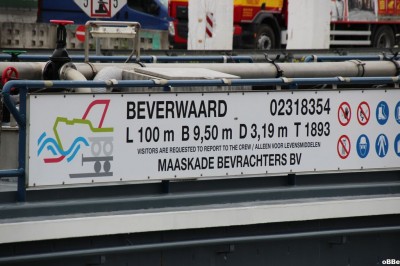 BEVERWAARD 02318354
L 100 m B 9,50 m D 3,19 m T 1893
VISITORS ARE REQUESTED TO REPORT TO THE CREW / ALLEEN VOOR LEVENSMIDDELEN
MAASKADE BEVRACHTERS BV
oBBe